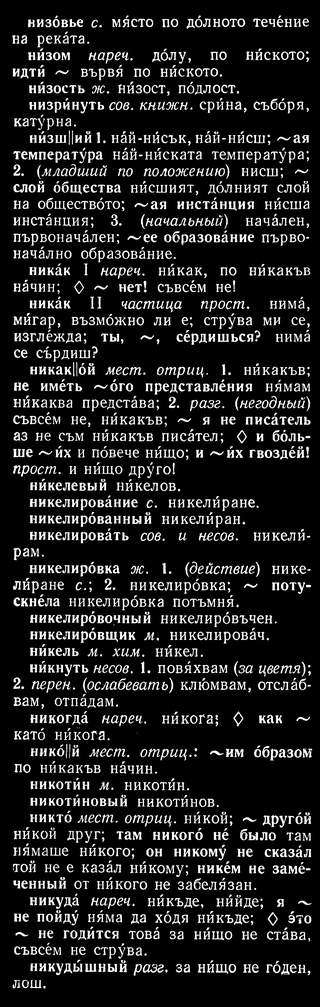 низо́вье с. мя́сто по до́лното тече́ние
на река́та.
ни́зом нареч. до́лу, по ни́ското;
идти́ ~ вървя́ по ни́ското.
ни́зость ж. ни́зост, по́длост.
низри́нуть сов. книжн. сри́на, събо́ря,
кату́рна.
ни́зш||ий 1. на́й-ни́сък, на́й-ни́сш; ~ая
температу́ра на́й-ни́ската температу́ра;
2. (младший по положению) нисш; ~
слой о́бщества ни́сшият, до́лният слой
на о́бществото; ~ая инста́нция ни́сша
инста́нция; 3. (начальный) нача́лен,
първонача́лен; ~ее образова́ние първо-
нача́лно образова́ние.
ника́к I нареч. ни́как, по ни́какъв
на́чин; ◊ ~ нет! съвсе́м не!
ника́к II частица прост. нима́,
ми́гар, възмо́жно ли е; стру́ва ми се,
изгле́жда; ты, ~, се́рдишься? нима́
се съ́рдиш?
никак||о́й мест. отриц. 1. ни́какъв;
не име́ть ~о́го представле́ния ня́мам
ни́каква предста́ва; 2. разг. (негодный)
съвсе́м не, ни́какъв; ~ я не писа́тель
аз не съм ни́какъв писа́тел; ◊ и бо́ль-
ше ~и́х и по́вече ни́що; и ~и́х гвозде́й!
прост. и ни́що дру́го!
ни́келевый ни́келов.
никелирова́ние с. никели́ране.
никелиро́ванный никели́ран.
никелирова́ть сов. и несов. никели́-
рам.
никелиро́вка ж. 1. (действие) нике-
ли́ране с.; 2. никелиро́вка; ~ поту-
скне́ла никелиро́вка потъмня́.
никелиро́вочный никелиро́въчен.
никелиро́вщик м. никелирова́ч.
ни́кель м. хим. ни́кел.
ни́кнуть несов. 1. повя́хвам (за цветя);
2. перен. (ослабевать) клю́мвам, отсла́б-
вам, отпа́дам.
никогда́ нареч. ни́кога; ◊ как ~
като́ ни́кога.
нико́||й мест. отриц.: ~им о́бразом
по ни́какъв на́чин.
никоти́н м. никоти́н.
никоти́новый никоти́нов.
никто́ мест. отриц. ни́кой; ~ друго́й
ни́кой друг; там никого́ не́ было там
ня́маше ни́кого; он никому́ не сказа́л
той не е каза́л ни́кому; нике́м не заме́-
ченный от ни́кого не забеля́зан.
никуда́ нареч. ни́къде, ни́йде; я ~
не пойду́ ня́ма да хо́дя ни́къде; ◊ э́то
~ не годи́тся това́ за ни́що не ста́ва,
съвсе́м не стру́ва.
никуды́шный разг. за ни́що не го́ден,
лош.